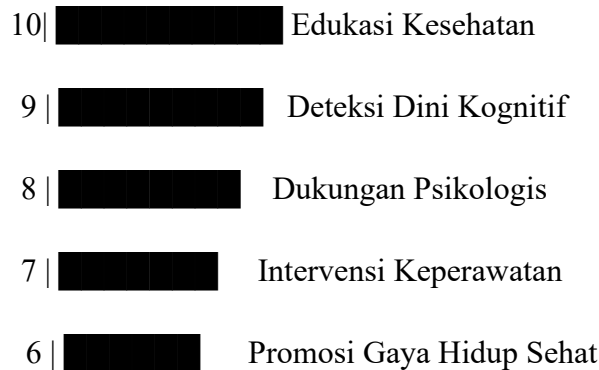 10| ██████████ Edukasi Kesehatan
9 | █████████ Deteksi Dini Kognitif
8 | ████████ Dukungan Psikologis
7 | ███████ Intervensi Keperawatan
6 | ██████ Promosi Gaya Hidup Sehat